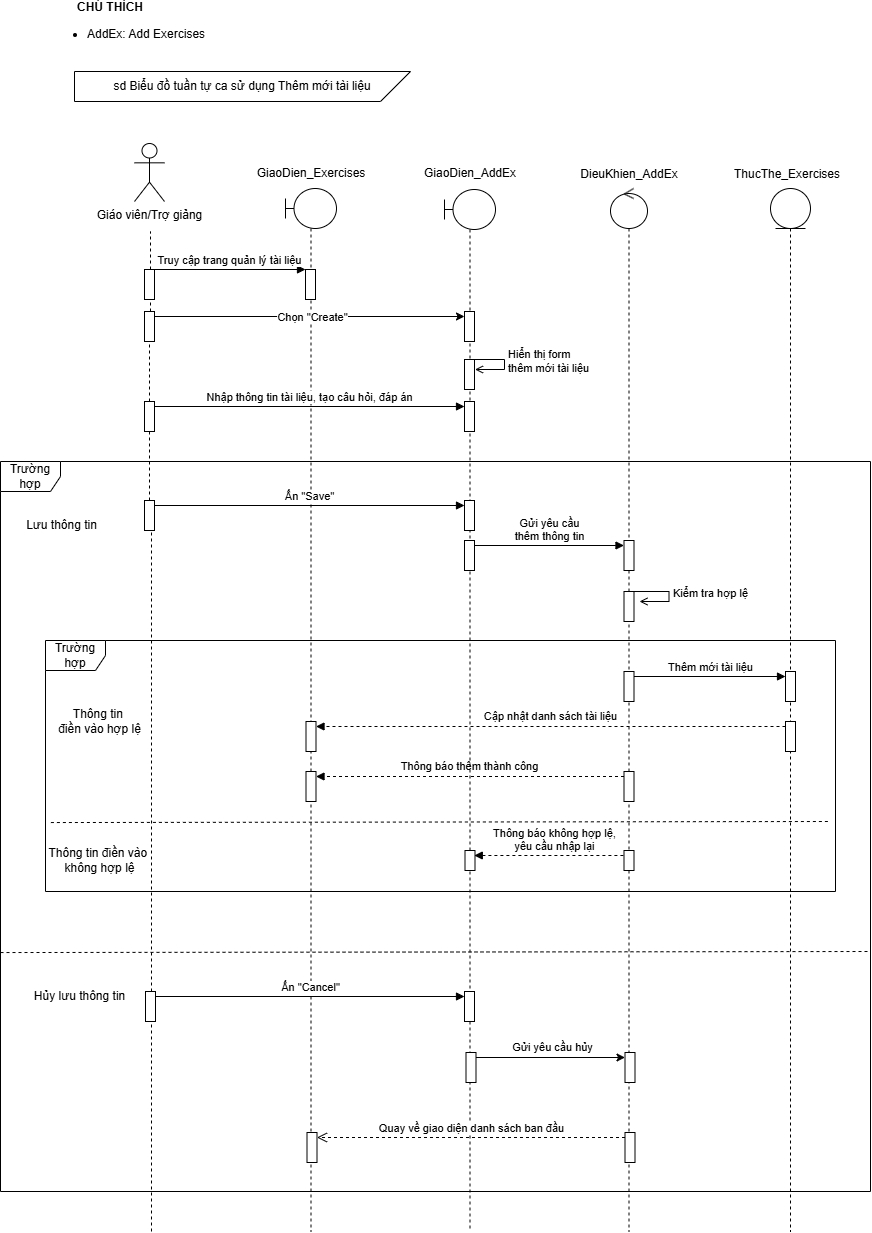 CHÚ THÍCH
AddEx: Add Exercises
sd Biểu đồ tuần tự ca sử dụng Thêm mới tài liệu
GiaoDien_Exercises
GiaoDien_AddEx
DieuKhien_AddEx
ThucThe_Exercises
Giáo viên/Trợ giảng
Truy cập trang quản lý tài liệu
Chọn "Create"
Hiển thị form
thêm mới tài liệu
Nhập thông tin tài liệu, tạo câu hỏi, đáp án
Trường
hợp
Ấn "Save"
Lưu thông tin
Gửi yêu cầu
thêm thông tin
Kiểm tra hợp lệ
Trường
hợp
Thêm mới tài liệu
Thông tin
điền vào hợp lệ
Cập nhật danh sách tài liệu
Thông báo thêm thành công
Thông báo không hợp lệ,
yêu cầu nhập lại
Thông tin điền vào
không hợp lệ
Ấn "Cancel"
Hủy lưu thông tin
Gửi yêu cầu hủy
Quay về giao diện danh sách ban đầu